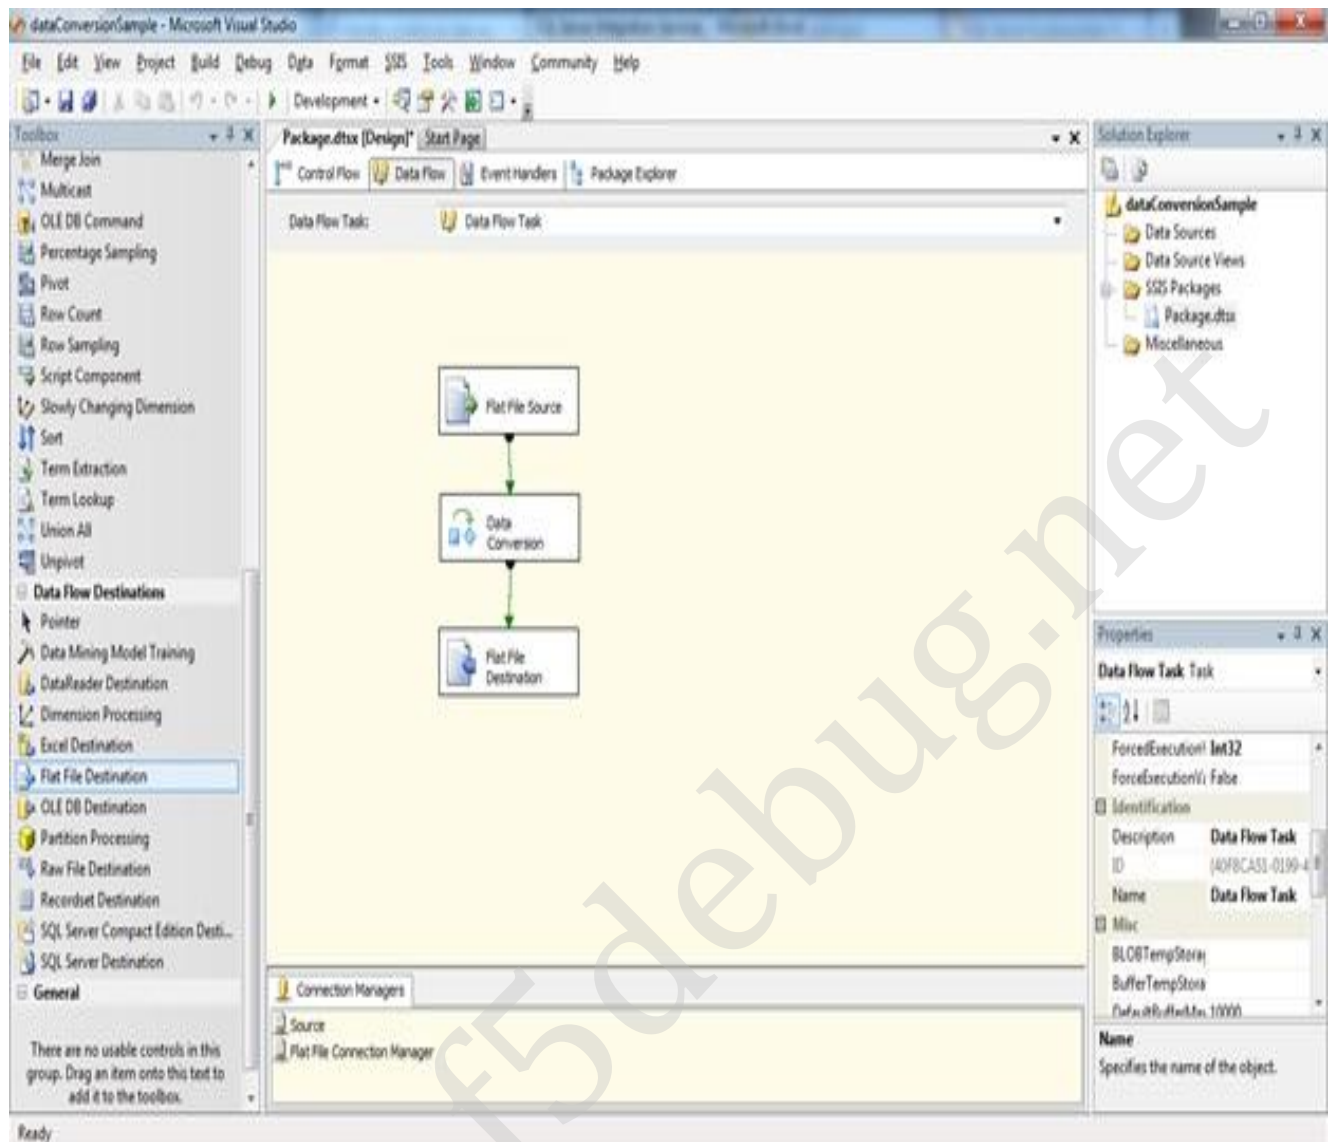 dataConversionSample - Microsoft Visual Studio
File Edit View Project Build Debug Data Format SSIS Tools Window Community Help
Development
Toolbox
Merge Join
Multicast
OLE DB Command
Percentage Sampling
Pivot
Row Count
Row Sampling
Script Component
Slowly Changing Dimension
Sort
Term Extraction
Term Lookup
Union All
Unpivot
Data Flow Destinations
Pointer
Data Mining Model Training
DataReader Destination
Dimension Processing
Excel Destination
Flat File Destination
OLE DB Destination
Partition Processing
Raw File Destination
Recordset Destination
SQL Server Compact Edition Desti...
SQL Server Destination
General
There are no usable controls in this
group. Drag an item onto this text to
add it to the toolbox.
Package.dtsx [Design]* Start Page
Control Flow Data Flow Event Handlers Package Explorer
Data Flow Task: Data Flow Task
Flat File Source
Data
Conversion
Flat File
Destination
Connection Managers
Source
Flat File Connection Manager
Solution Explorer
dataConversionSample
Data Sources
Data Source Views
SSIS Packages
Package.dtsx
Miscellaneous
Properties
Data Flow Task Task
ForcedExecution Int32
ForceExecutionV False
Identification
Description Data Flow Task
ID {40F8CA51-0199-4
Name Data Flow Task
Misc
BLOBTempStorag
BufferTempStora
DefaultBufferMax 10000
Name
Specifies the name of the object.
Ready
f5debug.net